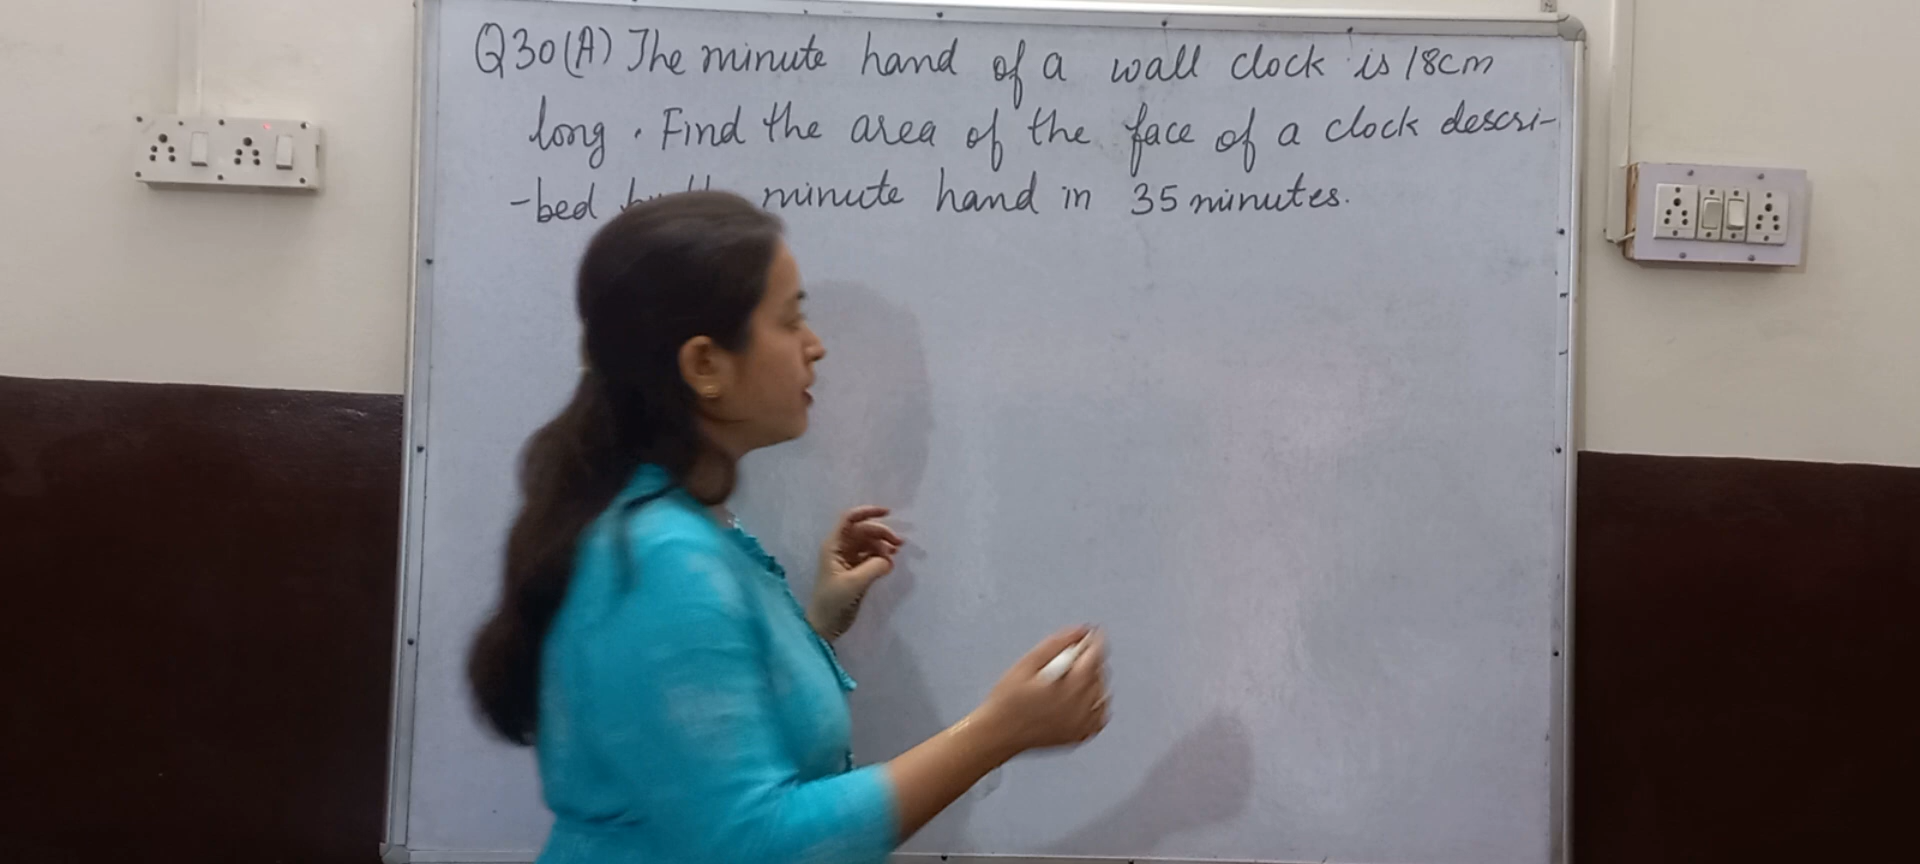 Q30(A) The minute hand of a wall clock is 18cm
long. Find the area of the face of a clock descri-
-bed minute hand in 35 minutes.